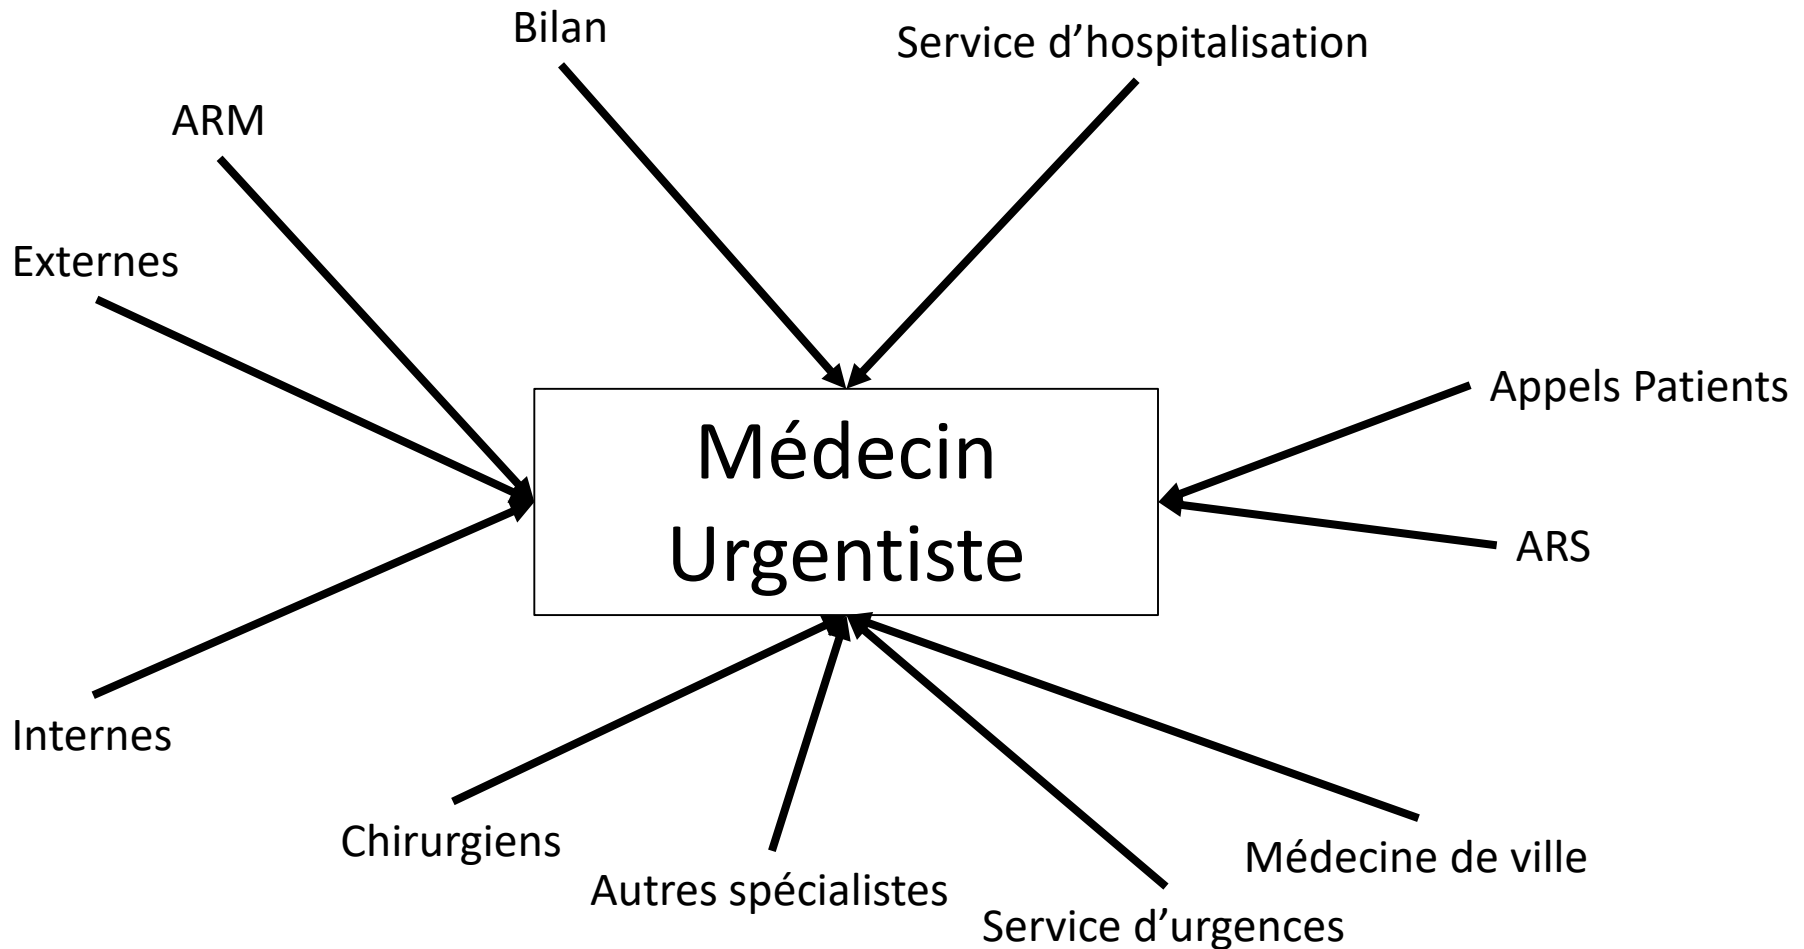 Bilan
Service d’hospitalisation
ARM
Externes
Appels Patients
Médecin
Urgentiste
ARS
Internes
Chirurgiens
Médecine de ville
Autres spécialistes
Service d’urgences